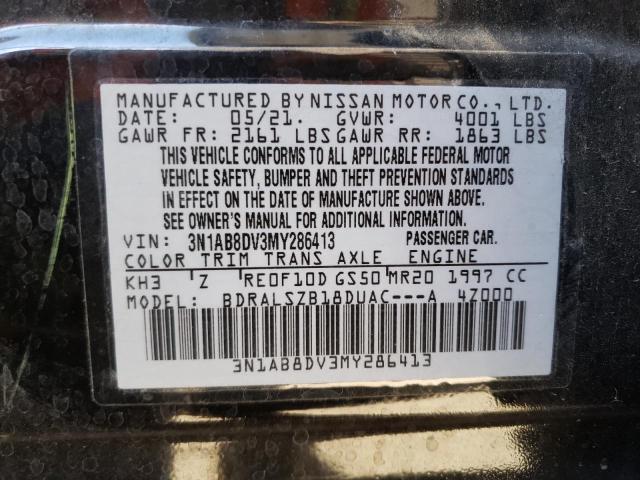 MANUFACTURED BY NISSAN MOTOR CO., LTD.
DATE: 05/21. GVWR: 4001 LBS
GAWR FR: 2161 LBS GAWR RR: 1863 LBS
THIS VEHICLE CONFORMS TO ALL APPLICABLE FEDERAL MOTOR
VEHICLE SAFETY, BUMPER AND THEFT PREVENTION STANDARDS
IN EFFECT ON THE DATE OF MANUFACTURE SHOWN ABOVE.
SEE OWNER'S MANUAL FOR ADDITIONAL INFORMATION.
VIN: 3N1AB8DV3MY286413 PASSENGER CAR.
COLOR TRIM TRANS AXLE ENGINE
KH3 Z RE0F10D GS50 MR20 1997 CC
MODEL: BDRALSZB18DUAC---A 4Z000
3N1AB8DV3MY286413